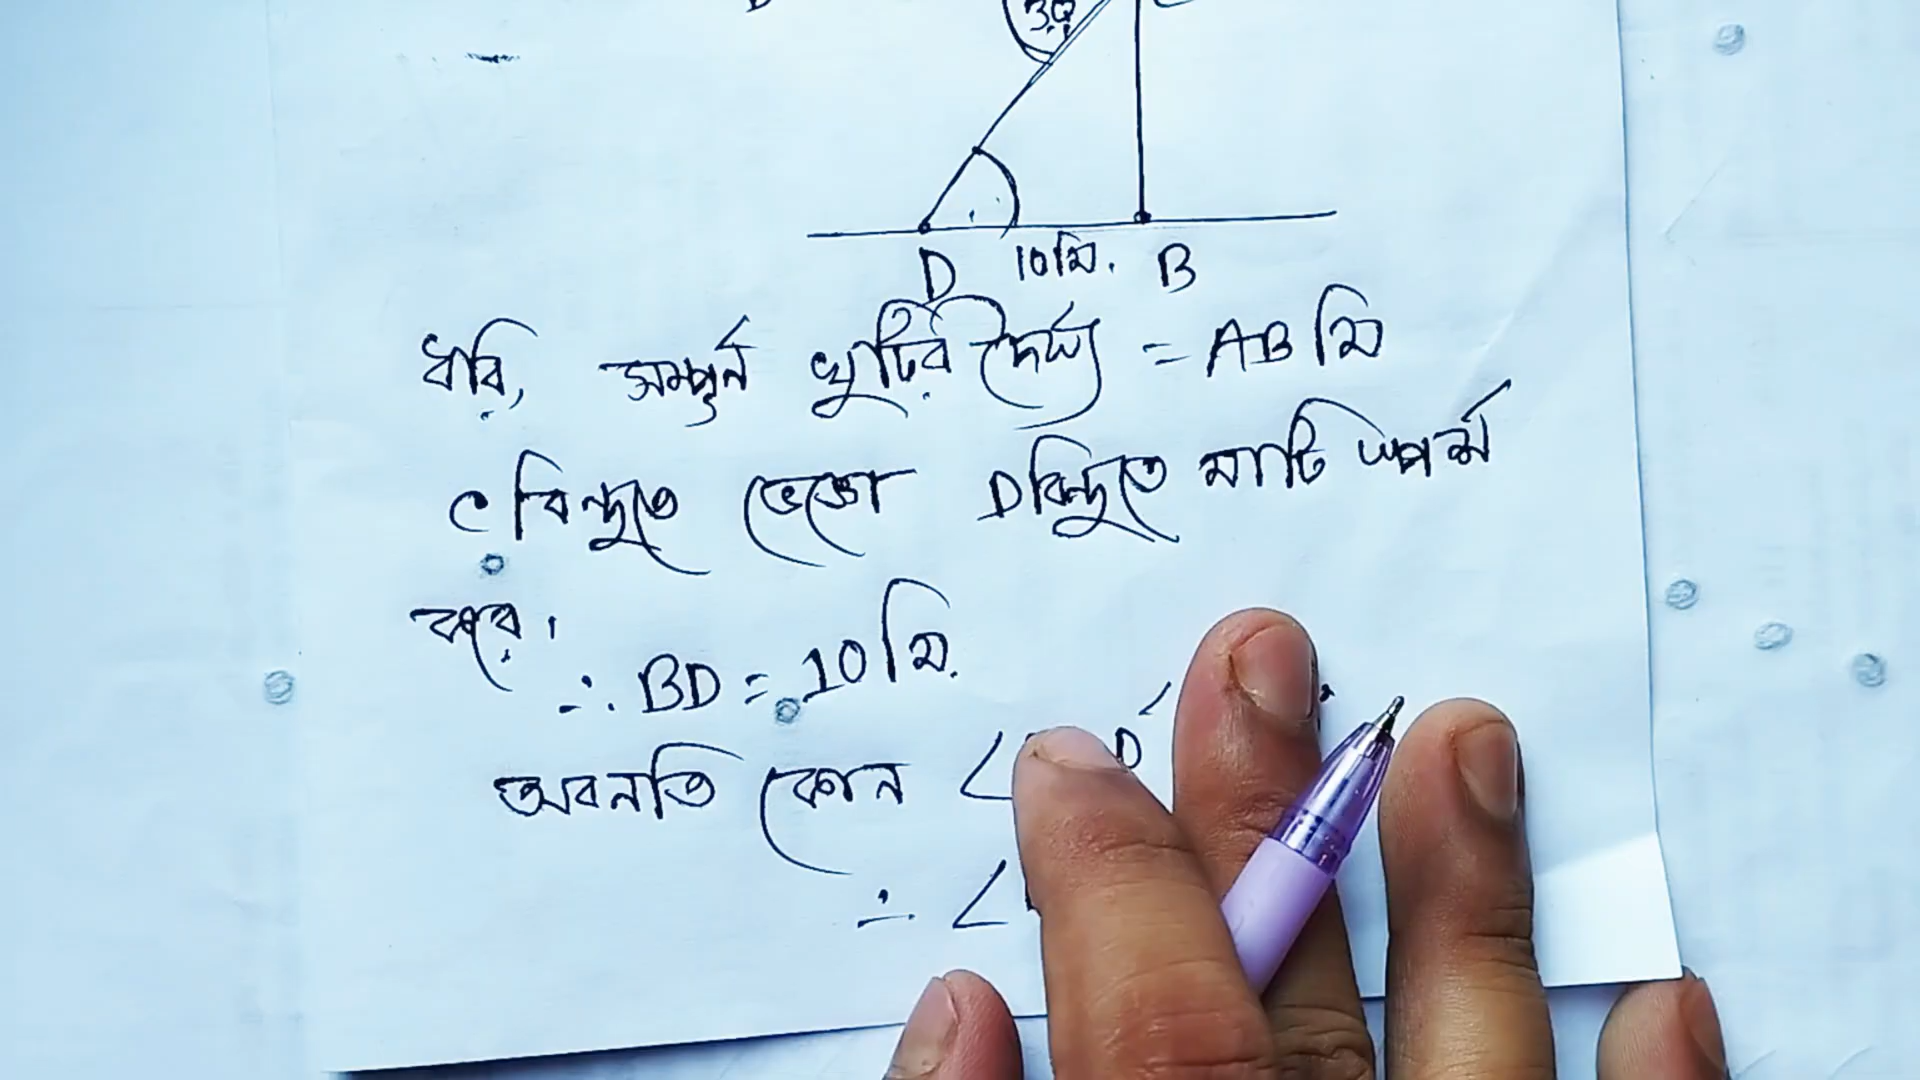 D 10মি. B
ধরি, সম্পূর্ন খুটির দৈর্ঘ্য = AB মি
C বিন্দুতে ভেঙ্গে D বিন্দুতে মাটি স্পর্শ
করে।
∴ BD = 10 মি.
অবনতি কোন ∠ D′
∴ ∠